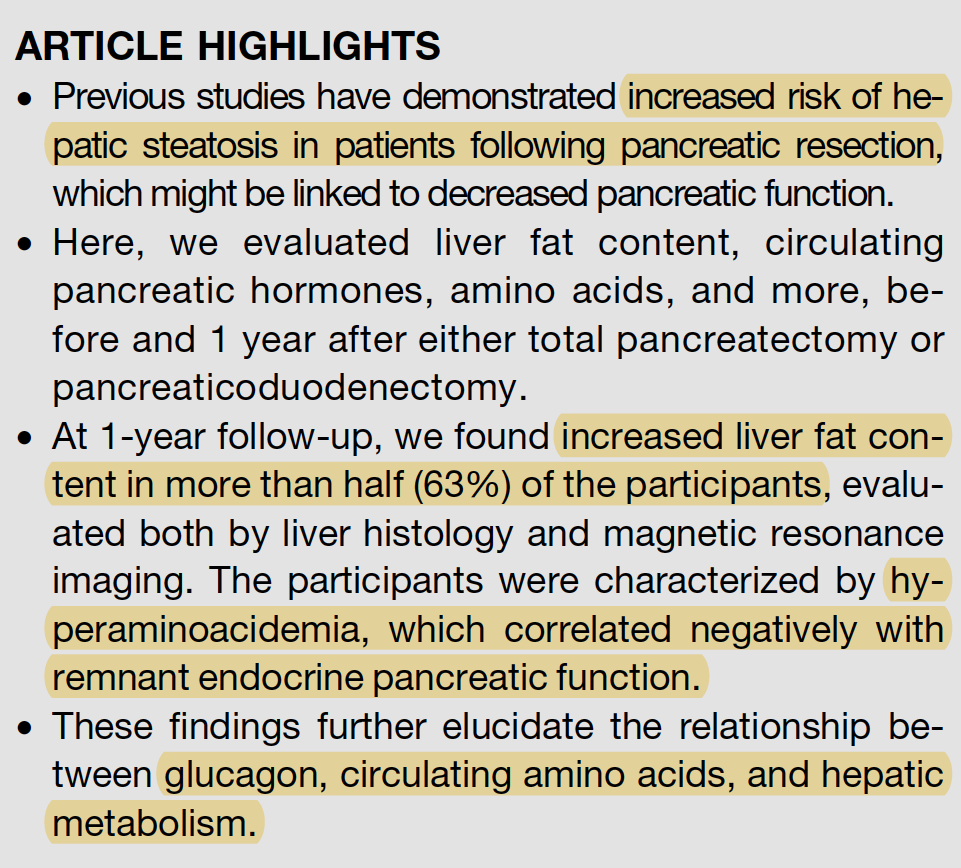 ARTICLE HIGHLIGHTS
• Previous studies have demonstrated increased risk of he-
patic steatosis in patients following pancreatic resection,
which might be linked to decreased pancreatic function.
• Here, we evaluated liver fat content, circulating
pancreatic hormones, amino acids, and more, be-
fore and 1 year after either total pancreatectomy or
pancreaticoduodenectomy.
• At 1-year follow-up, we found increased liver fat con-
tent in more than half (63%) of the participants, evalu-
ated both by liver histology and magnetic resonance
imaging. The participants were characterized by hy-
peraminoacidemia, which correlated negatively with
remnant endocrine pancreatic function.
• These findings further elucidate the relationship be-
tween glucagon, circulating amino acids, and hepatic
metabolism.